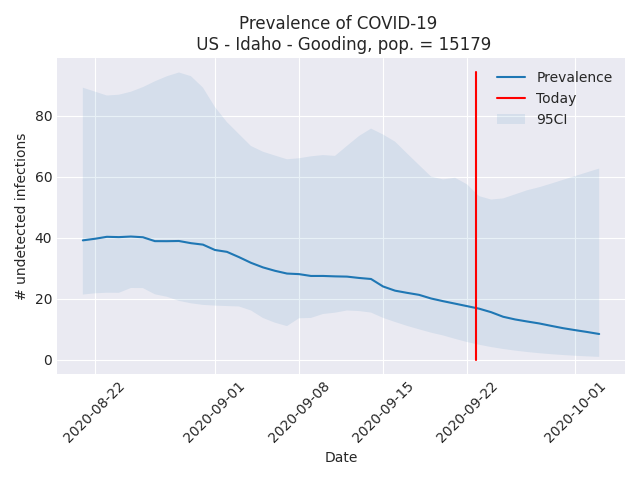 Prevalence of COVID-19
US - Idaho - Gooding, pop. = 15179
Prevalence
Today
95CI
# undetected infections
80
60
40
20
0
2020-08-22
2020-09-01
2020-09-08
2020-09-15
2020-09-22
2020-10-01
Date